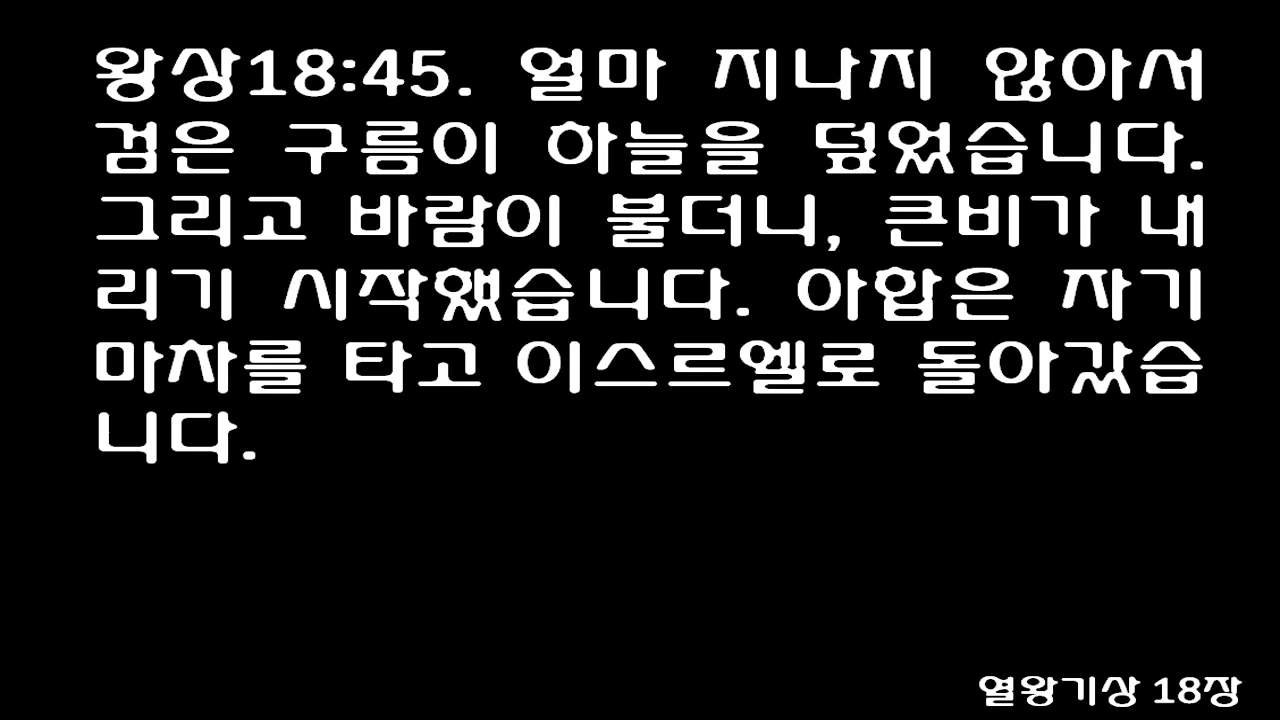 왕상18:45. 얼마 지나지 않아서
검은 구름이 하늘을 덮었습니다.
그리고 바람이 불더니, 큰비가 내
리기 시작했습니다. 아합은 자기
마차를 타고 이스르엘로 돌아갔습
니다.
열왕기상 18장